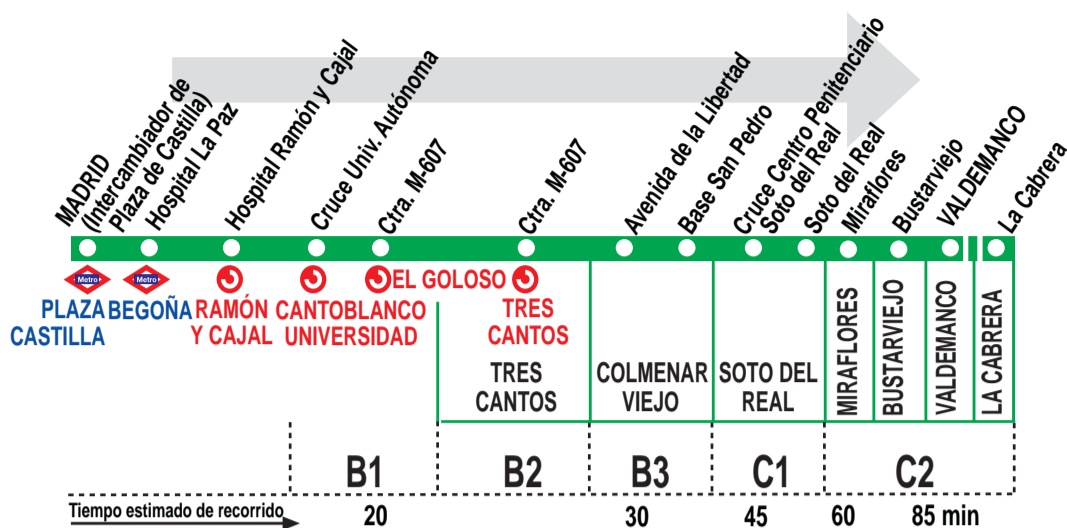 MADRID
(Intercambiador de
Plaza de Castilla)
Hospital La Paz
Hospital Ramón y Cajal
Cruce Univ. Autónoma
Ctra. M-607
Ctra. M-607
Avenida de la Libertad
Base San Pedro
Cruce Centro Penitenciario
Soto del Real
Soto del Real
Miraflores
Bustarviejo
VALDEMANCO
La Cabrera
Metro
Metro
EL GOLOSO
PLAZA
CASTILLA
BEGOÑA
RAMÓN
Y CAJAL
CANTOBLANCO
UNIVERSIDAD
TRES
CANTOS
TRES
CANTOS
COLMENAR
VIEJO
SOTO DEL
REAL
MIRAFLORES
BUSTARVIEJO
VALDEMANCO
LA CABRERA
B1
B2
B3
C1
C2
Tiempo estimado de recorrido
20
30
45
60
85 min